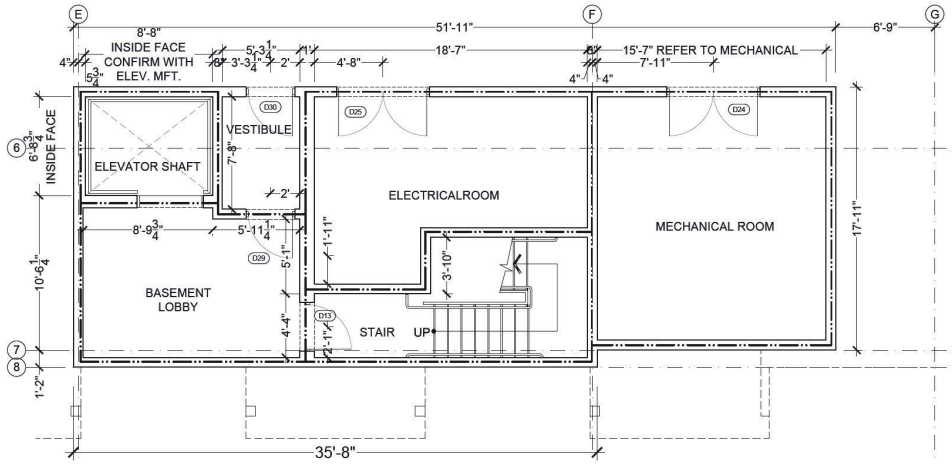 E
F
G
51'-11"
6'-9"
8'-8"
INSIDE FACE
CONFIRM WITH
ELEV. MFT.
5'-3 1/4"
1'
18'-7"
8"
15'-7" REFER TO MECHANICAL
4"
5 3/4"
8"
3'-3 1/4"
2'
4'-8"
4"
4"
7'-11"
D30
D25
D24
VESTIBULE
6
6'-8 3/4"
INSIDE FACE
ELEVATOR SHAFT
7'-8"
2'
ELECTRICALROOM
MECHANICAL ROOM
17'-11"
8'-9 3/4"
5'-11 1/4"
D29
5'-1"
1'-11"
3'-10"
10'-6 1/4"
BASEMENT
LOBBY
4'-4"
D13
2'-1"
STAIR UP
7
8
1'-2"
35'-8"